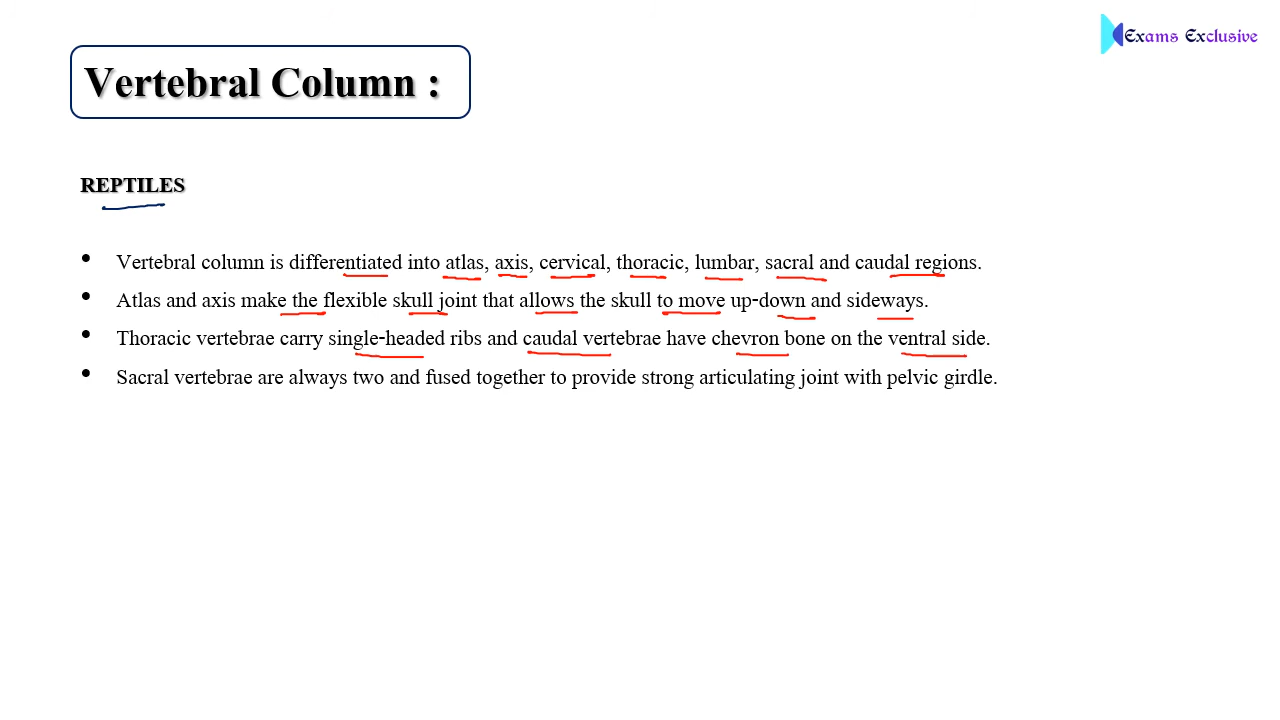 Exams Exclusive
Vertebral Column :
REPTILES
• Vertebral column is differentiated into atlas, axis, cervical, thoracic, lumbar, sacral and caudal regions.
• Atlas and axis make the flexible skull joint that allows the skull to move up-down and sideways.
• Thoracic vertebrae carry single-headed ribs and caudal vertebrae have chevron bone on the ventral side.
• Sacral vertebrae are always two and fused together to provide strong articulating joint with pelvic girdle.